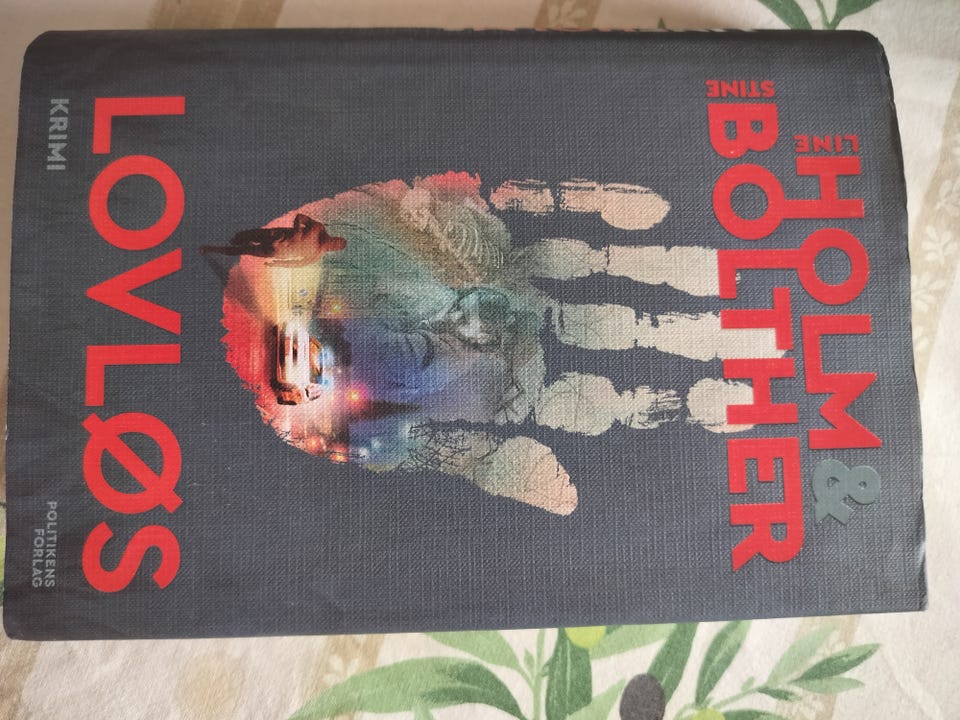 LINE
HOLM &
STINE
BOLTHER
LOVLØS
KRIMI
POLITIKENS
FORLAG